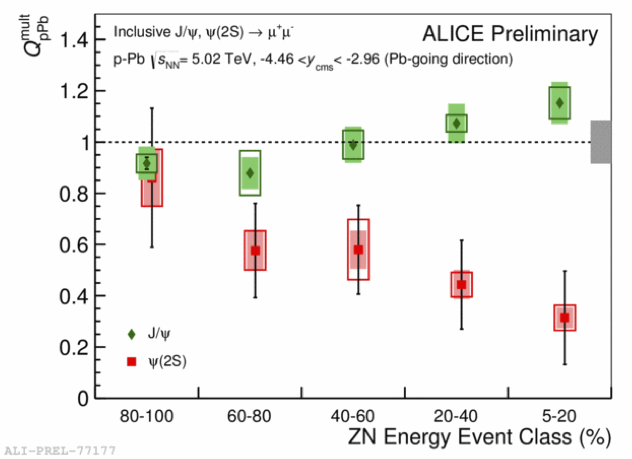 Q^mult_pPb
Inclusive J/ψ, ψ(2S) → μ⁺μ⁻
ALICE Preliminary
p-Pb √s_NN = 5.02 TeV, -4.46 <y_cms< -2.96 (Pb-going direction)
1.4
1.2
1
0.8
0.6
0.4
0.2
0
J/ψ
ψ(2S)
80-100 60-80 40-60 20-40 5-20
ZN Energy Event Class (%)
ALI-PREL-77177